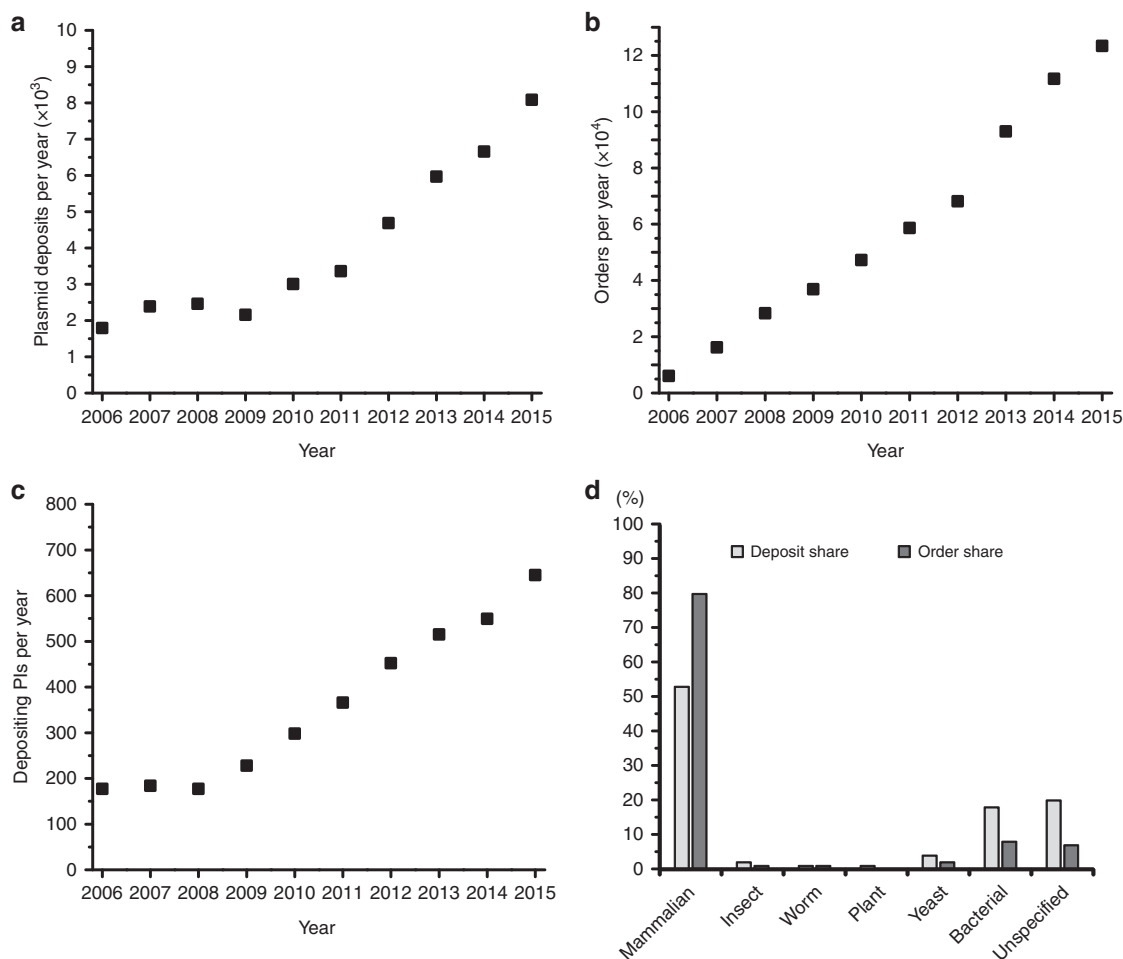 a
Plasmid deposits per year (×10³)
10
9
8
7
6
5
4
3
2
1
0
2006 2007 2008 2009 2010 2011 2012 2013 2014 2015
Year
b
Orders per year (×10⁴)
12
10
8
6
4
2
0
2006 2007 2008 2009 2010 2011 2012 2013 2014 2015
Year
c
Depositing PIs per year
800
700
600
500
400
300
200
100
0
2006 2007 2008 2009 2010 2011 2012 2013 2014 2015
Year
d
(%)
100
90
80
70
60
50
40
30
20
10
0
Deposit share
Order share
Mammalian
Insect
Worm
Plant
Yeast
Bacterial
Unspecified